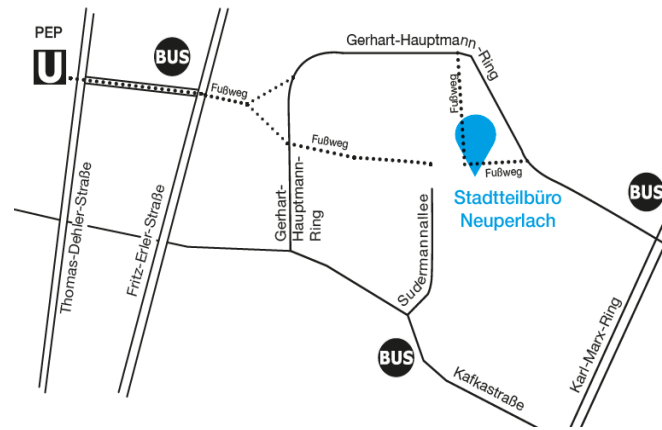 PEP
U
BUS
Gerhart-Hauptmann-Ring
Fußweg
Fußweg
Fußweg
Fußweg
Stadtteilbüro
Neuperlach
BUS
Thomas-Dehler-Straße
Fritz-Erler-Straße
Gerhart-
Hauptmann-
Ring
Sudermannallee
BUS
Kafkastraße
Karl-Marx-Ring